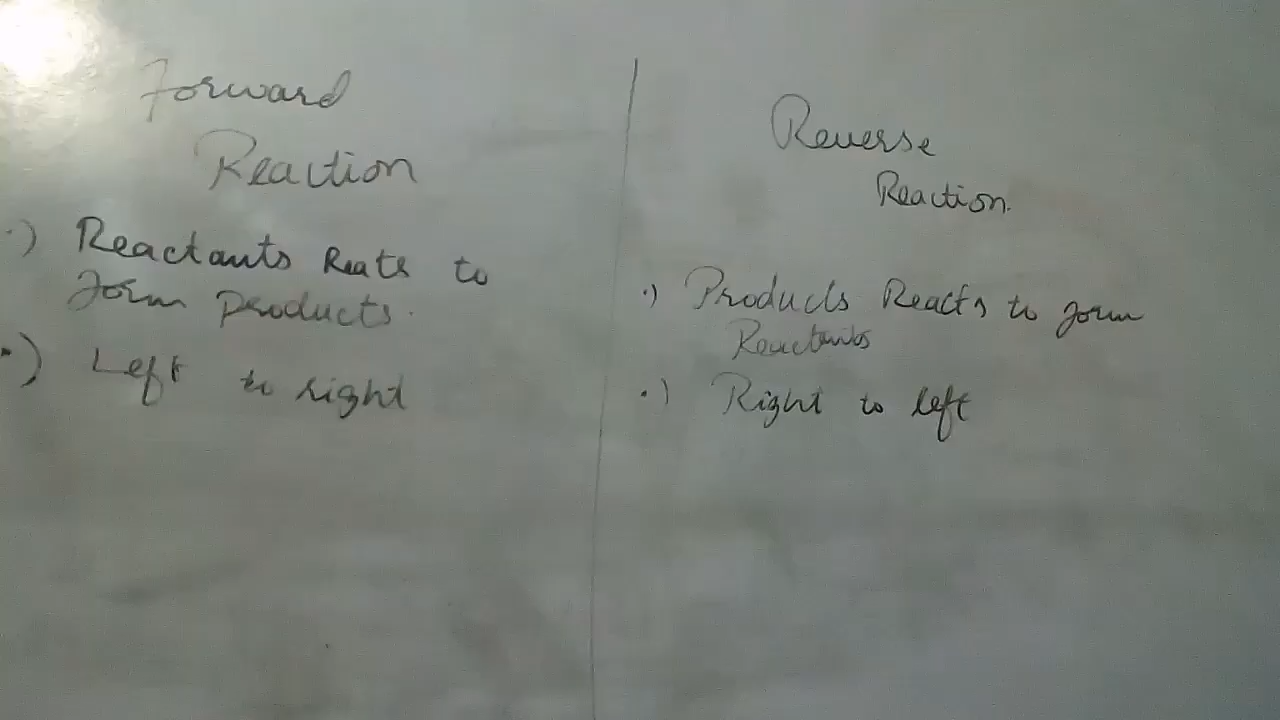 Forward
Reaction
·) Reactants Reats to
form products.
·) Left to right
Reverse
Reaction.
·) Products Reacts to form
Reactants
·) Right to left